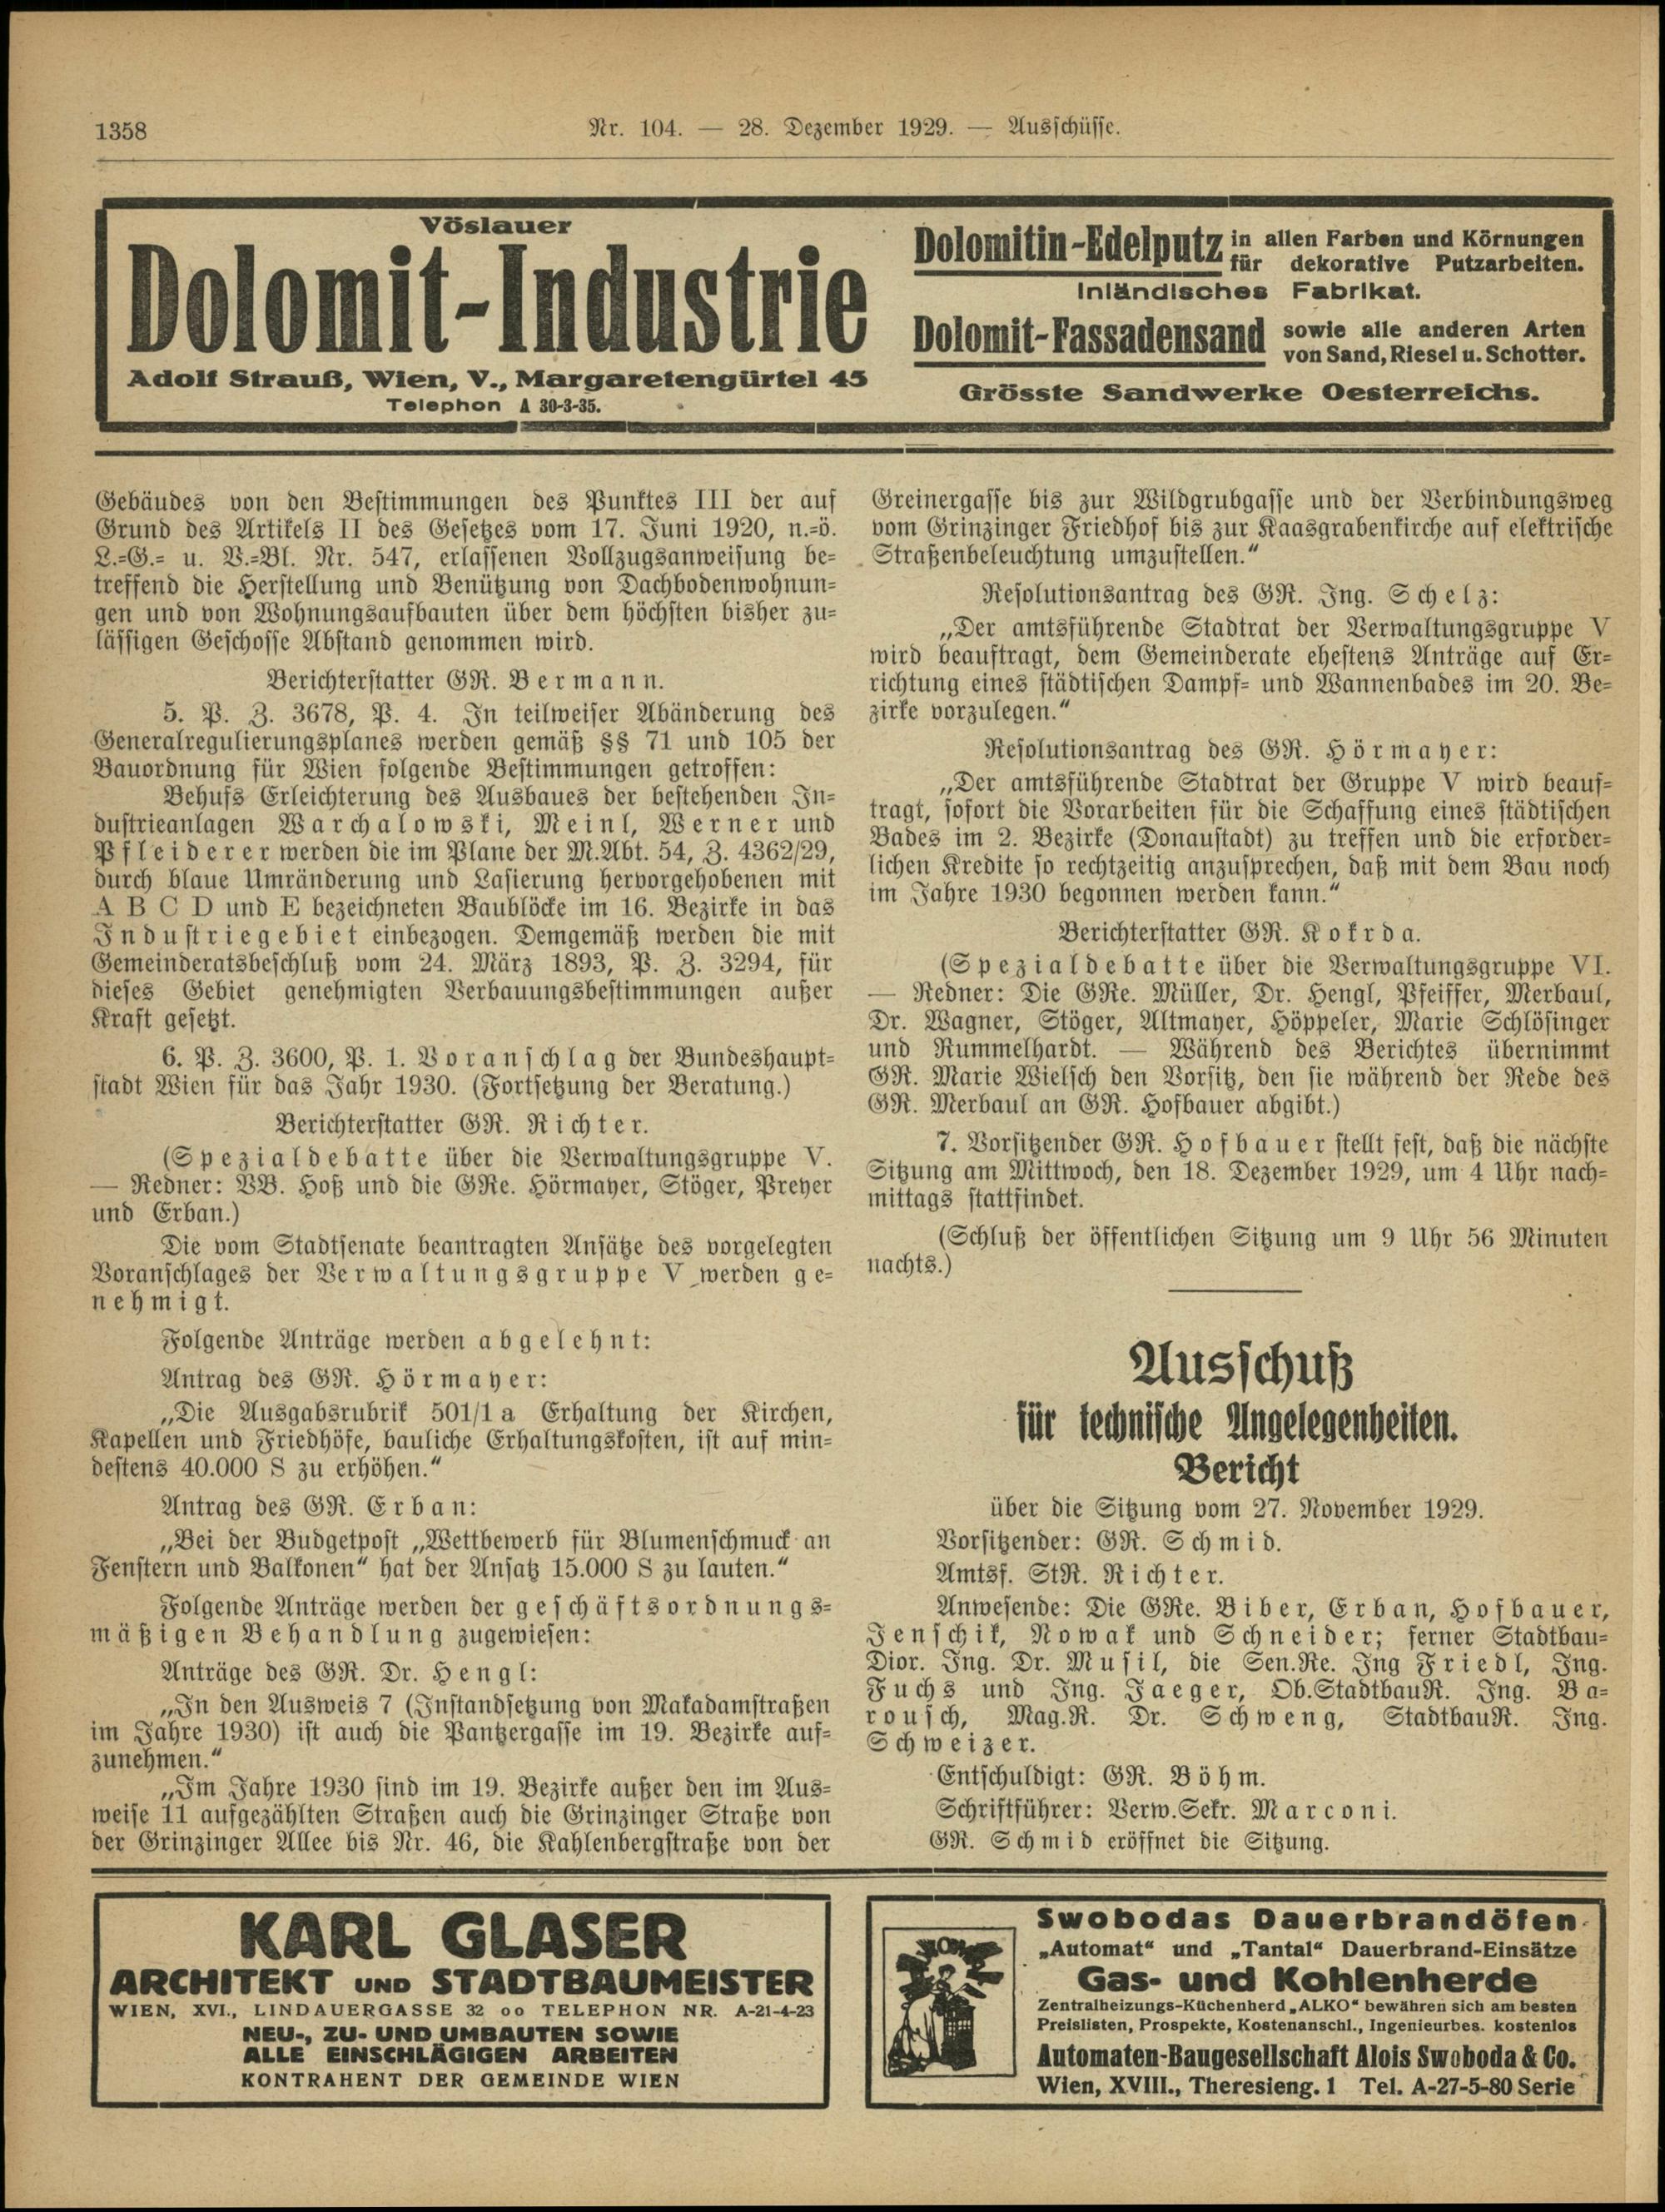 1358
Nr. 104. — 28. Dezember 1929. — Ausschüsse.
Vöslauer
Dolomit-Industrie
Adolf Strauß, Wien, V., Margaretengürtel 45
Telephon A 30-3-35.
Dolomitin-Edelputz in allen Farben und Körnungen
für dekorative Putzarbeiten.
Inländisches Fabrikat.
Dolomit-Fassadensand sowie alle anderen Arten
von Sand, Riesel u. Schotter.
Grösste Sandwerke Oesterreichs.
Gebäudes von den Bestimmungen des Punktes III der auf
Grund des Artikels II des Gesetzes vom 17. Juni 1920, n.-ö.
L.-G.- u. V.-Bl. Nr. 547, erlassenen Vollzugsanweisung be-
treffend die Herstellung und Benützung von Dachbodenwohnun-
gen und von Wohnungsaufbauten über dem höchsten bisher zu-
lässigen Geschosse Abstand genommen wird.
Berichterstatter GR. Bermann.
5. P. Z. 3678, P. 4. In teilweiser Abänderung des
Generalregulierungsplanes werden gemäß §§ 71 und 105 der
Bauordnung für Wien folgende Bestimmungen getroffen:
Behufs Erleichterung des Ausbaues der bestehenden In-
dustrieanlagen Warchalowski, Meinl, Werner und
Pfleiderer werden die im Plane der M.Abt. 54, Z. 4362/29,
durch blaue Umränderung und Lasierung hervorgehobenen mit
A B C D und E bezeichneten Baublöcke im 16. Bezirke in das
Industriegebiet einbezogen. Demgemäß werden die mit
Gemeinderatsbeschluß vom 24. März 1893, P. Z. 3294, für
dieses Gebiet genehmigten Verbauungsbestimmungen außer
Kraft gesetzt.
6. P. Z. 3600, P. 1. Voranschlag der Bundeshaupt-
stadt Wien für das Jahr 1930. (Fortsetzung der Beratung.)
Berichterstatter GR. Richter.
(Spezialdebatte über die Verwaltungsgruppe V.
— Redner: VB. Hoß und die GRe. Hörmayer, Stöger, Preyer
und Erban.)
Die vom Stadtsenate beantragten Ansätze des vorgelegten
Voranschlages der Verwaltungsgruppe V werden ge-
nehmigt.
Folgende Anträge werden abgelehnt:
Antrag des GR. Hörmayer:
„Die Ausgabsrubrik 501/1 a Erhaltung der Kirchen,
Kapellen und Friedhöfe, bauliche Erhaltungskosten, ist auf min-
destens 40.000 S zu erhöhen.“
Antrag des GR. Erban:
„Bei der Budgetpost „Wettbewerb für Blumenschmuck an
Fenstern und Balkonen“ hat der Ansatz 15.000 S zu lauten.“
Folgende Anträge werden der geschäftsordnungs-
mäßigen Behandlung zugewiesen:
Anträge des GR. Dr. Hengl:
„In den Ausweis 7 (Instandsetzung von Makadamstraßen
im Jahre 1930) ist auch die Pantzergasse im 19. Bezirke auf-
zunehmen.“
„Im Jahre 1930 sind im 19. Bezirke außer den im Aus-
weise 11 aufgezählten Straßen auch die Grinzinger Straße von
der Grinzinger Allee bis Nr. 46, die Kahlenbergstraße von der
Greinergasse bis zur Wildgrubgasse und der Verbindungsweg
vom Grinzinger Friedhof bis zur Kaasgrabenkirche auf elektrische
Straßenbeleuchtung umzustellen.“
Resolutionsantrag des GR. Ing. Schelz:
„Der amtsführende Stadtrat der Verwaltungsgruppe V
wird beauftragt, dem Gemeinderate ehestens Anträge auf Er-
richtung eines städtischen Dampf- und Wannenbades im 20. Be-
zirke vorzulegen.“
Resolutionsantrag des GR. Hörmayer:
„Der amtsführende Stadtrat der Gruppe V wird beauf-
tragt, sofort die Vorarbeiten für die Schaffung eines städtischen
Bades im 2. Bezirke (Donaustadt) zu treffen und die erforder-
lichen Kredite so rechtzeitig anzusprechen, daß mit dem Bau noch
im Jahre 1930 begonnen werden kann.“
Berichterstatter GR. Kokrda.
(Spezialdebatte über die Verwaltungsgruppe VI.
— Redner: Die GRe. Müller, Dr. Hengl, Pfeiffer, Merbaul,
Dr. Wagner, Stöger, Altmayer, Höppeler, Marie Schlösinger
und Rummelhardt. — Während des Berichtes übernimmt
GR. Marie Wielsch den Vorsitz, den sie während der Rede des
GR. Merbaul an GR. Hofbauer abgibt.)
7. Vorsitzender GR. Hofbauer stellt fest, daß die nächste
Sitzung am Mittwoch, den 18. Dezember 1929, um 4 Uhr nach-
mittags stattfindet.
(Schluß der öffentlichen Sitzung um 9 Uhr 56 Minuten
nachts.)
Ausschuß
für technische Angelegenheiten.
Bericht
über die Sitzung vom 27. November 1929.
Vorsitzender: GR. Schmid.
Amtsf. StR. Richter.
Anwesende: Die GRe. Biber, Erban, Hofbauer,
Jenschik, Nowak und Schneider; ferner Stadtbau-
Dior. Ing. Dr. Musil, die Sen.Re. Ing Friedl, Ing.
Fuchs und Ing. Jaeger, Ob.StadtbauR. Ing. Ba-
rousch, Mag.R. Dr. Schweng, StadtbauR. Ing.
Schweizer.
Entschuldigt: GR. Böhm.
Schriftführer: Verw.Sekr. Marconi.
GR. Schmid eröffnet die Sitzung.
KARL GLASER
ARCHITEKT UND STADTBAUMEISTER
WIEN, XVI., LINDAUERGASSE 32 oo TELEPHON NR. A-21-4-23
NEU-, ZU- UND UMBAUTEN SOWIE
ALLE EINSCHLÄGIGEN ARBEITEN
KONTRAHENT DER GEMEINDE WIEN
Swobodas Dauerbrandöfen
„Automat“ und „Tantal“ Dauerbrand-Einsätze
Gas- und Kohlenherde
Zentralheizungs-Küchenherd „ALKO“ bewähren sich am besten
Preislisten, Prospekte, Kostenanschl., Ingenieurbes. kostenlos
Automaten-Baugesellschaft Alois Swoboda & Co.
Wien, XVIII., Theresieng. 1 Tel. A-27-5-80 Serie